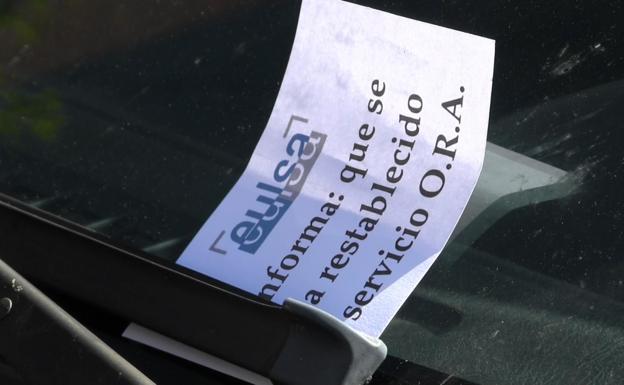 eulsa
nforma: que se
a restablecido
servicio O.R.A.